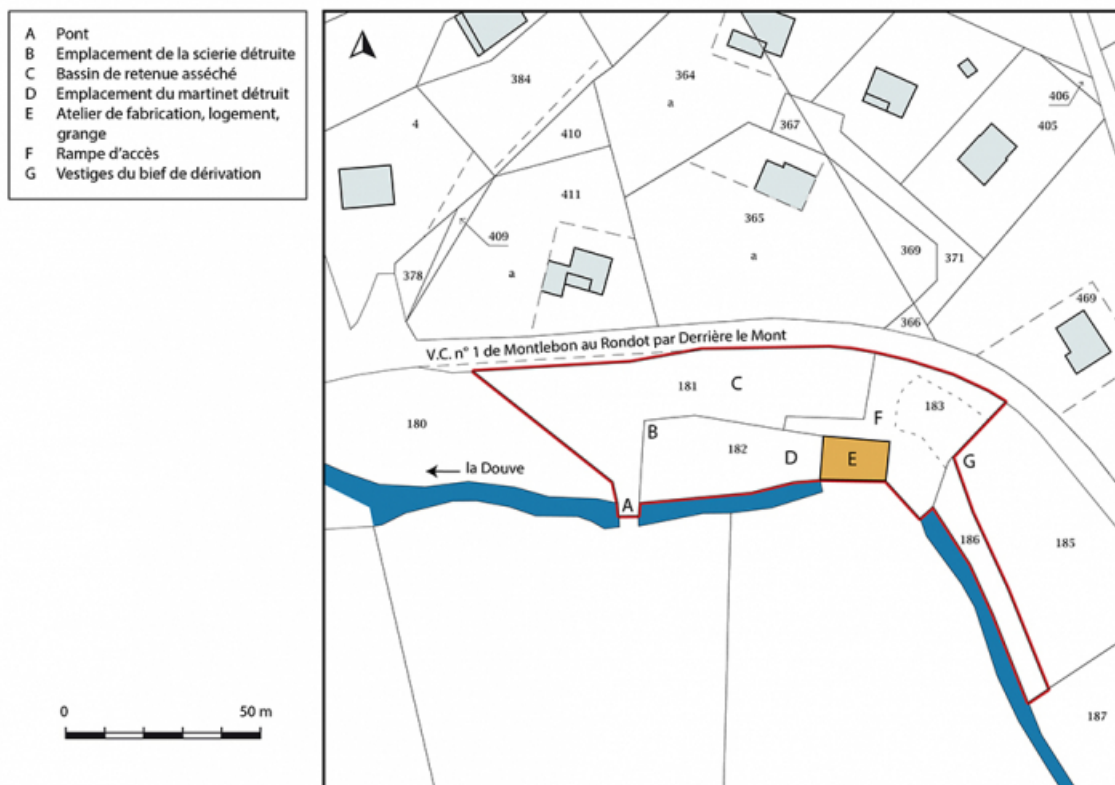 A Pont
B Emplacement de la scierie détruite
C Bassin de retenue asséché
D Emplacement du martinet détruit
E Atelier de fabrication, logement,
grange
F Rampe d'accès
G Vestiges du bief de dérivation
0 50 m
384
364
a
406
405
4
410
367
411
365
409
369
371
378
a
a
366
469
V.C. n° 1 de Montlebon au Rondot par Derrière le Mont
181
C
183
180
F
B
182
D
E
G
la Douve
A
186
185
187